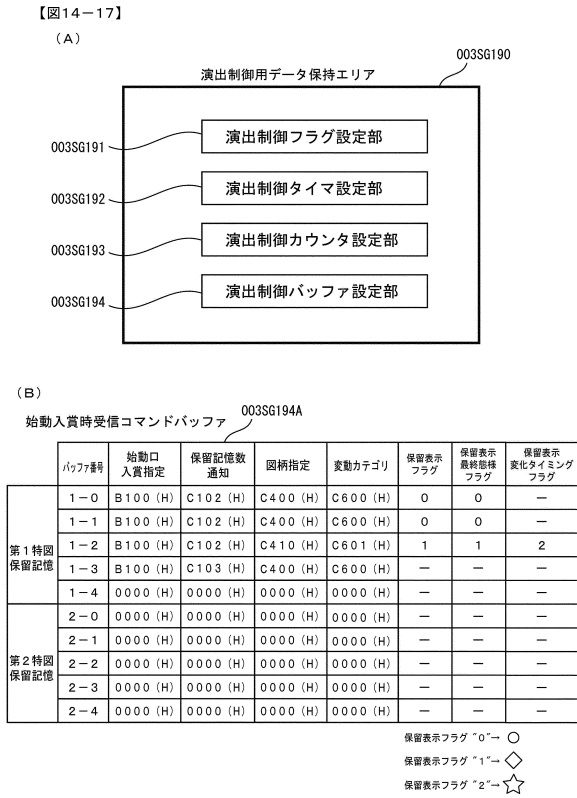 【図14-17】
(A)
003SG190
演出制御用データ保持エリア
003SG191 演出制御フラグ設定部
003SG192 演出制御タイマ設定部
003SG193 演出制御カウンタ設定部
003SG194 演出制御バッファ設定部
(B)
003SG194A
始動入賞時受信コマンドバッファ
バッファ番号 始動口入賞指定 保留記憶数通知 図柄指定 変動カテゴリ 保留表示フラグ 保留表示最終態様フラグ 保留表示変化タイミングフラグ
第1特図保留記憶
1-0 B100(H) C102(H) C400(H) C600(H) 0 0 -
1-1 B100(H) C102(H) C400(H) C600(H) 0 0 -
1-2 B100(H) C102(H) C410(H) C601(H) 1 1 2
1-3 B100(H) C103(H) C400(H) C600(H) - - -
1-4 0000(H) 0000(H) 0000(H) 0000(H) - - -
第2特図保留記憶
2-0 0000(H) 0000(H) 0000(H) 0000(H) - - -
2-1 0000(H) 0000(H) 0000(H) 0000(H) - - -
2-2 0000(H) 0000(H) 0000(H) 0000(H) - - -
2-3 0000(H) 0000(H) 0000(H) 0000(H) - - -
2-4 0000(H) 0000(H) 0000(H) 0000(H) - - -
保留表示フラグ "0"→ ○
保留表示フラグ "1"→ ◇
保留表示フラグ "2"→ ☆